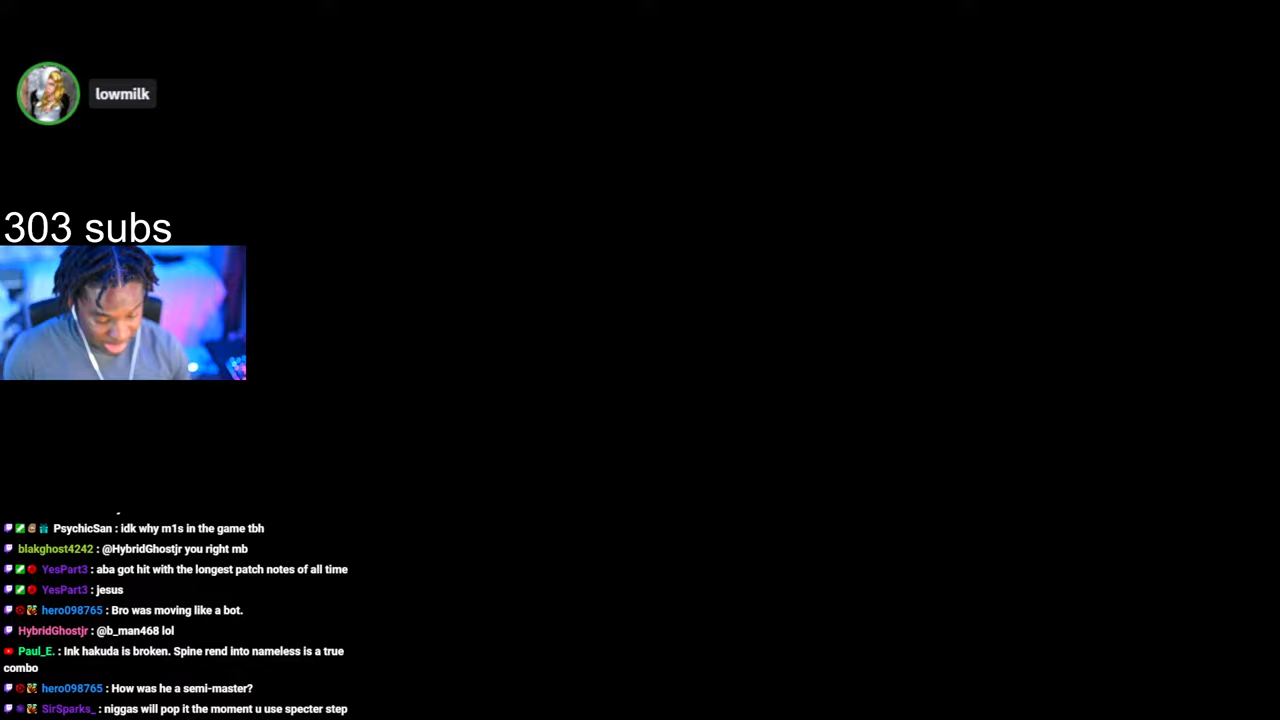 lowmilk
303 subs
PsychicSan : idk why m1s in the game tbh
blakghost4242 : @HybridGhostjr you right mb
YesPart3 : aba got hit with the longest patch notes of all time
YesPart3 : jesus
hero098765 : Bro was moving like a bot.
HybridGhostjr : @b_man468 lol
Paul_E. : Ink hakuda is broken. Spine rend into nameless is a true
combo
hero098765 : How was he a semi-master?
SirSparks_ : niggas will pop it the moment u use specter step